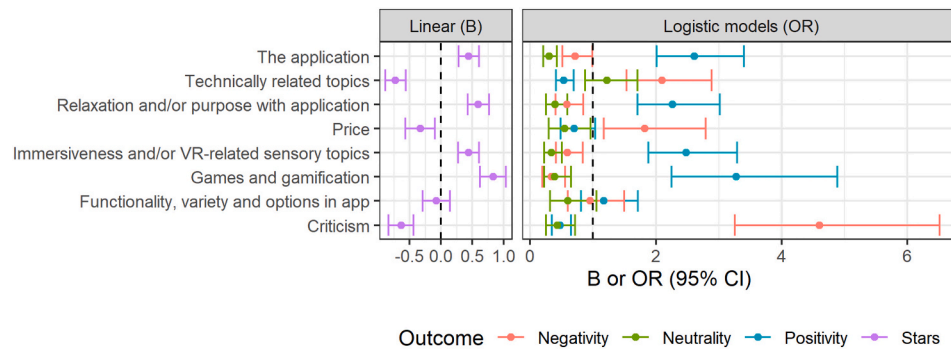 Linear (B)
Logistic models (OR)
The application
Technically related topics
Relaxation and/or purpose with application
Price
Immersiveness and/or VR-related sensory topics
Games and gamification
Functionality, variety and options in app
Criticism
-0.5 0.0 0.5 1.0
0 2 4 6
B or OR (95% CI)
Outcome Negativity Neutrality Positivity Stars